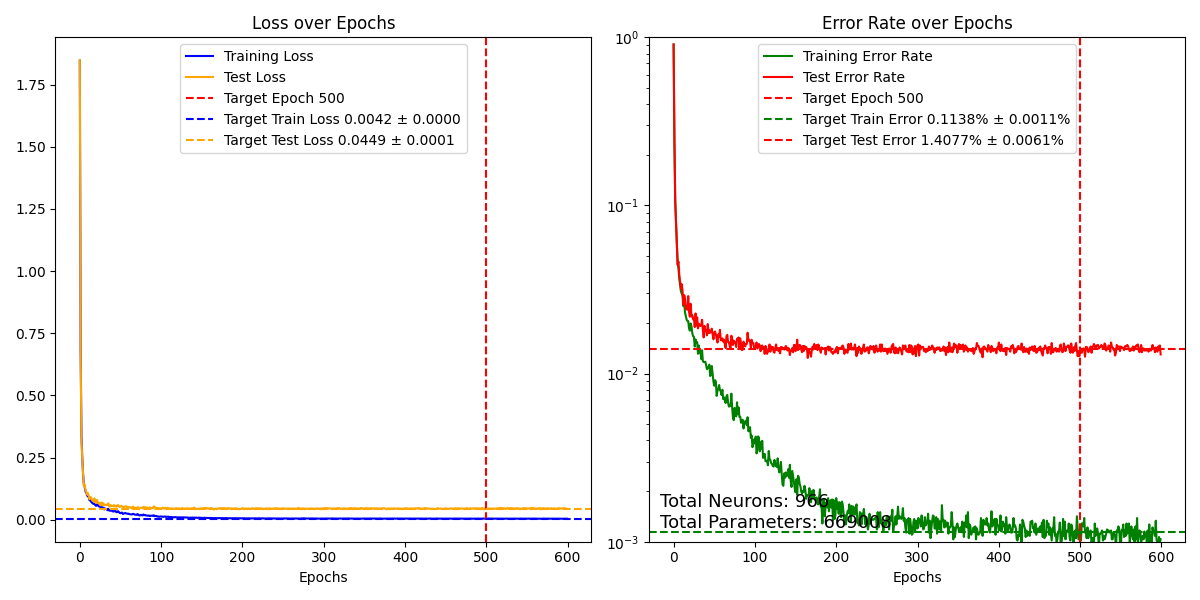 Loss over Epochs
Training Loss
Test Loss
Target Epoch 500
Target Train Loss 0.0042 ± 0.0000
Target Test Loss 0.0449 ± 0.0001
1.75
1.50
1.25
1.00
0.75
0.50
0.25
0.00
0 100 200 300 400 500 600
Epochs
Error Rate over Epochs
Training Error Rate
Test Error Rate
Target Epoch 500
Target Train Error 0.1138% ± 0.0011%
Target Test Error 1.4077% ± 0.0061%
10⁰
10⁻¹
10⁻²
10⁻³
Total Neurons: 966
Total Parameters: 669008
0 100 200 300 400 500 600
Epochs